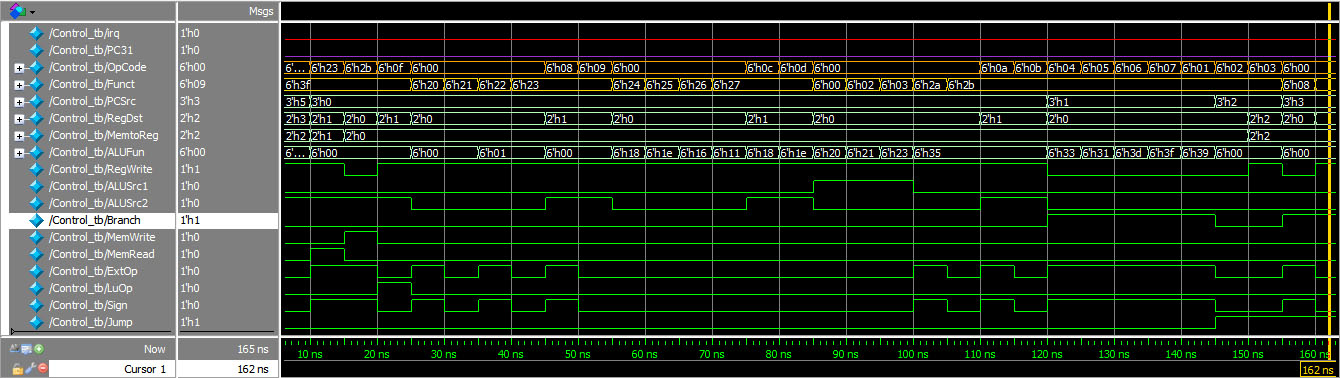 Msgs
/Control_tb/irq 1'h0
/Control_tb/PC31 1'h0
/Control_tb/OpCode 6'h00 6'... 6'h23 6'h2b 6'h0f 6'h00 6'h08 6'h09 6'h00 6'h0c 6'h0d 6'h00 6'h0a 6'h0b 6'h04 6'h05 6'h06 6'h07 6'h01 6'h02 6'h03 6'h00
/Control_tb/Funct 6'h09 6'h3f 6'h20 6'h21 6'h22 6'h23 6'h24 6'h25 6'h26 6'h27 6'h00 6'h02 6'h03 6'h2a 6'h2b 6'h08
/Control_tb/PCSrc 3'h3 3'h5 3'h0 3'h1 3'h2 3'h3
/Control_tb/RegDst 2'h2 2'h3 2'h1 2'h0 2'h1 2'h0 2'h1 2'h0 2'h1 2'h0 2'h1 2'h0 2'h2 2'h0
/Control_tb/MemtoReg 2'h2 2'h2 2'h1 2'h0 2'h2
/Control_tb/ALUFun 6'h00 6'... 6'h00 6'h00 6'h01 6'h00 6'h18 6'h1e 6'h16 6'h11 6'h18 6'h1e 6'h20 6'h21 6'h23 6'h35 6'h33 6'h31 6'h3d 6'h3f 6'h39 6'h00 6'h00
/Control_tb/RegWrite 1'h1
/Control_tb/ALUSrc1 1'h0
/Control_tb/ALUSrc2 1'h0
/Control_tb/Branch 1'h1
/Control_tb/MemWrite 1'h0
/Control_tb/MemRead 1'h0
/Control_tb/ExtOp 1'h0
/Control_tb/LuOp 1'h0
/Control_tb/Sign 1'h0
/Control_tb/Jump 1'h1
Now 165 ns 10 ns 20 ns 30 ns 40 ns 50 ns 60 ns 70 ns 80 ns 90 ns 100 ns 110 ns 120 ns 130 ns 140 ns 150 ns 160 ns
Cursor 1 162 ns 162 ns